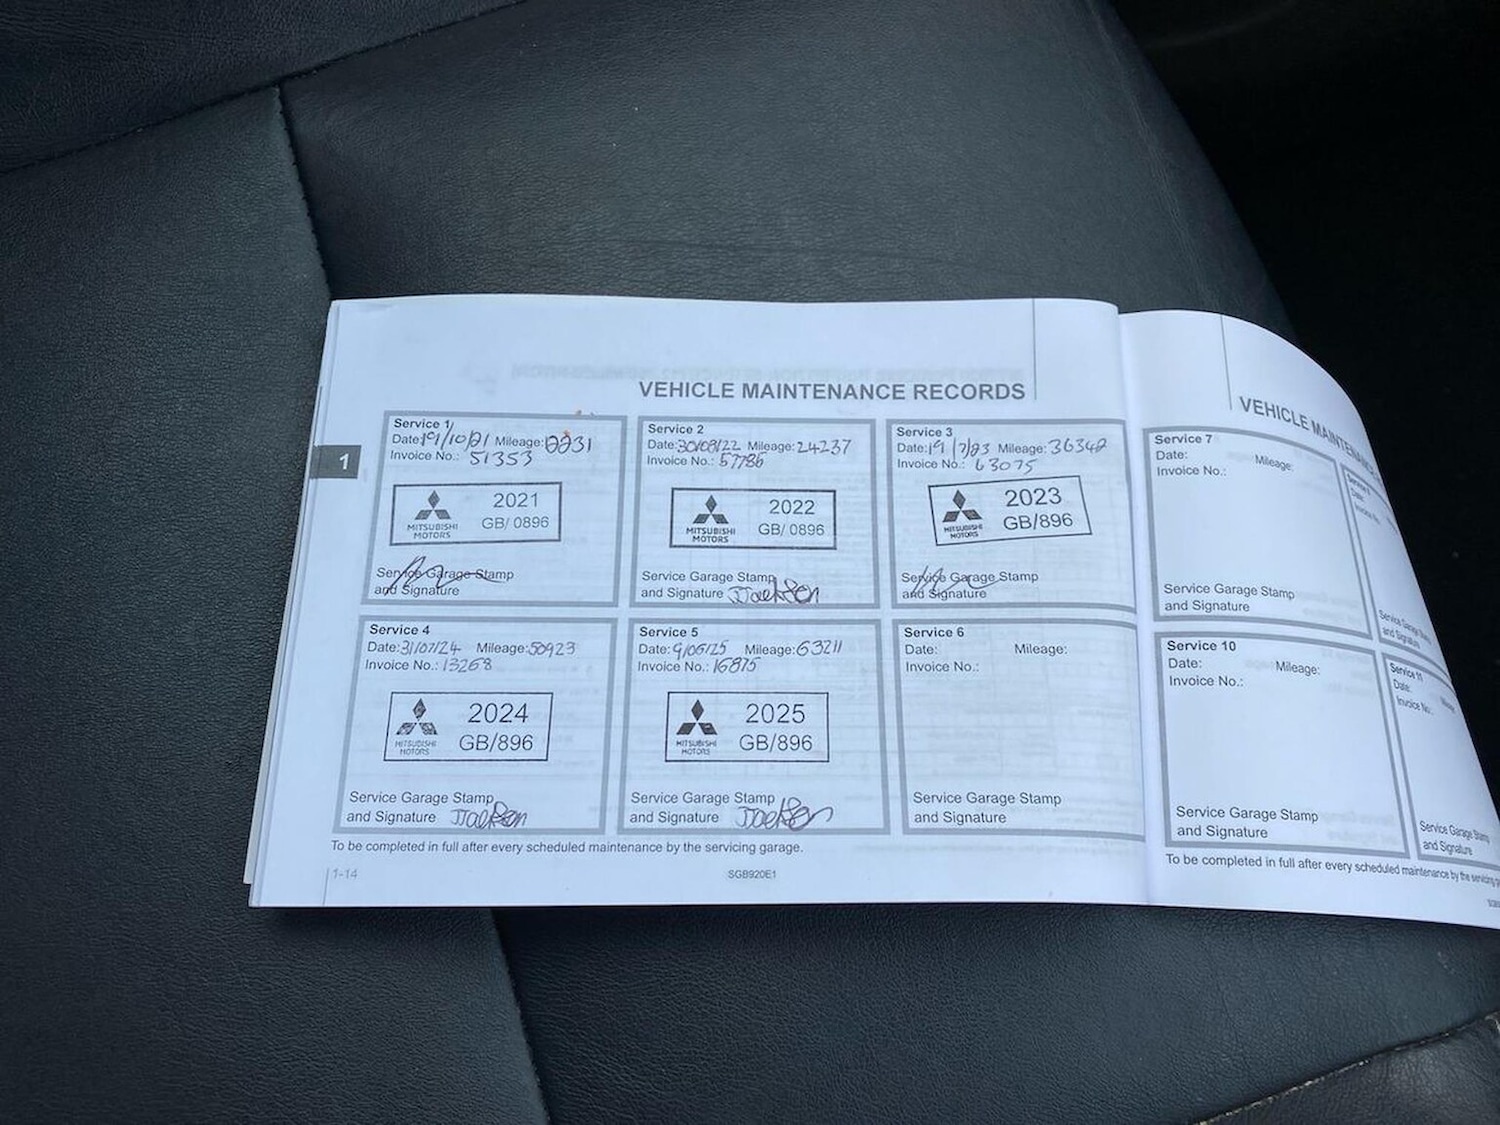 VEHICLE MAINTENANCE RECORDS
1
Service 1
Date: 19/10/21 Mileage:
Invoice No.: 51353
MITSUBISHI MOTORS
2021
GB/ 0896
Service Garage Stamp
and Signature
Service 2
Date: 30/08/22 Mileage: 24237
Invoice No.: 57786
MITSUBISHI MOTORS
2022
GB/ 0896
Service Garage Stamp
and Signature JJackson
Service 3
Date: 19/7/23 Mileage: 36342
Invoice No.: 63075
MITSUBISHI MOTORS
2023
GB/896
Service Garage Stamp
and Signature
Service 4
Date: 31/07/24 Mileage: 50923
Invoice No.: 13268
MITSUBISHI MOTORS
2024
GB/896
Service Garage Stamp
and Signature JJackson
Service 5
Date: 9/06/25 Mileage: 63211
Invoice No.: 16875
MITSUBISHI MOTORS
2025
GB/896
Service Garage Stamp
and Signature JJackson
Service 6
Date: Mileage:
Invoice No.:
Service Garage Stamp
and Signature
To be completed in full after every scheduled maintenance by the servicing garage.
1-14
SGB920E1
VEHICLE MAINTENANCE
Service 7
Date: Mileage:
Invoice No.:
Service Garage Stamp
and Signature
Service 10
Date: Mileage:
Invoice No.:
Service Garage Stamp
and Signature
Service 11
Date:
Invoice No.:
Service Garage Stamp
and Signature
To be completed in full after every scheduled maintenance by the servicing